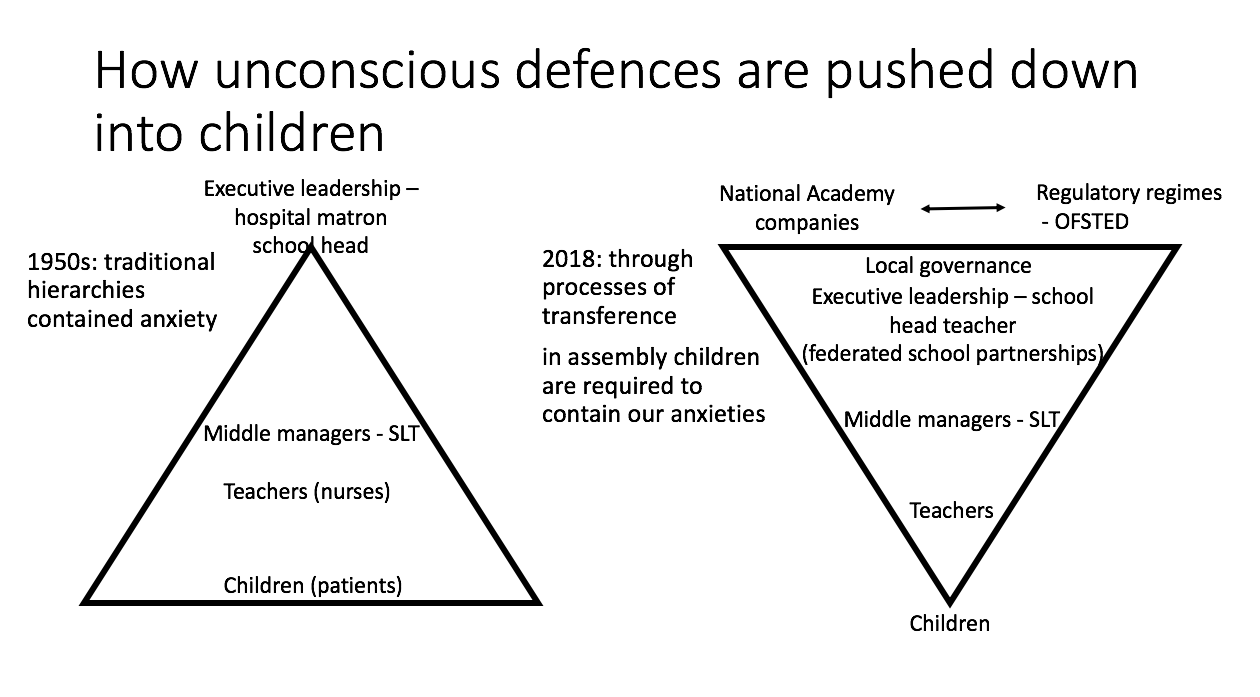 How unconscious defences are pushed down
into children
Executive leadership –
hospital matron
school head
1950s: traditional
hierarchies
contained anxiety
Middle managers - SLT
Teachers (nurses)
Children (patients)
National Academy
companies
Regulatory regimes
- OFSTED
2018: through
processes of
transference
in assembly children
are required to
contain our anxieties
Local governance
Executive leadership – school
head teacher
(federated school partnerships)
Middle managers - SLT
Teachers
Children